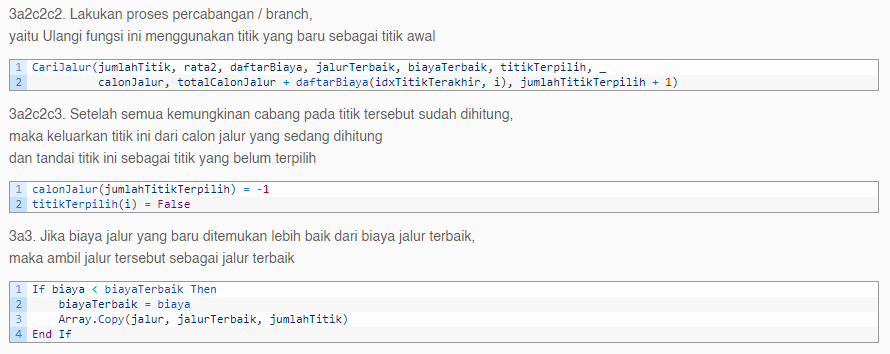 3a2c2c2. Lakukan proses percabangan / branch,
yaitu Ulangi fungsi ini menggunakan titik yang baru sebagai titik awal
1 CariJalur(jumlahTitik, rata2, daftarBiaya, jalurTerbaik, biayaTerbaik, titikTerpilih, _
2 calonJalur, totalCalonJalur + daftarBiaya(idxTitikTerakhir, i), jumlahTitikTerpilih + 1)
3a2c2c3. Setelah semua kemungkinan cabang pada titik tersebut sudah dihitung,
maka keluarkan titik ini dari calon jalur yang sedang dihitung
dan tandai titik ini sebagai titik yang belum terpilih
1 calonJalur(jumlahTitikTerpilih) = -1
2 titikTerpilih(i) = False
3a3. Jika biaya jalur yang baru ditemukan lebih baik dari biaya jalur terbaik,
maka ambil jalur tersebut sebagai jalur terbaik
1 If biaya < biayaTerbaik Then
2 biayaTerbaik = biaya
3 Array.Copy(jalur, jalurTerbaik, jumlahTitik)
4 End If